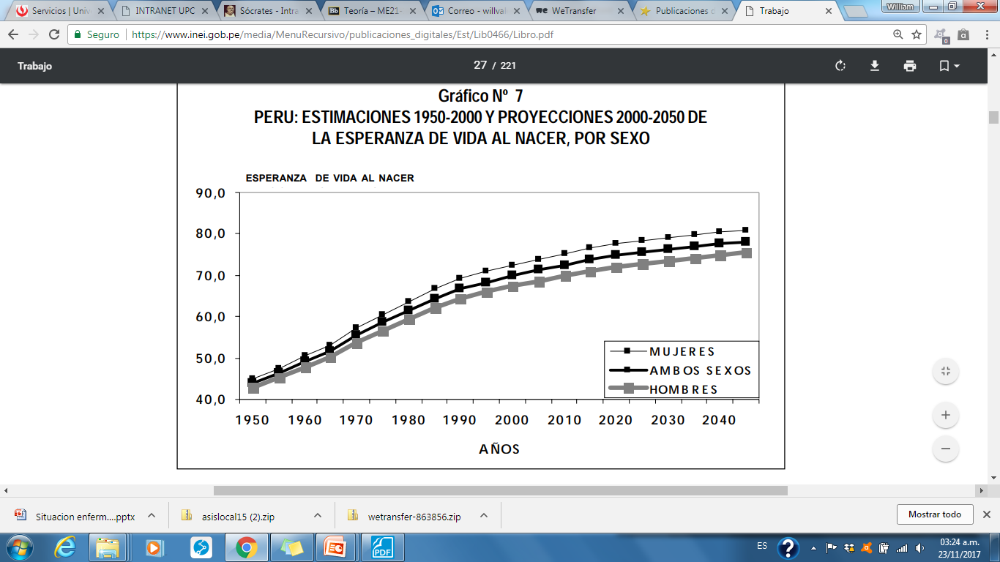 Servicios | Univ
INTRANET UPC
Sócrates - Intra
Teoría – ME21-
Correo - willval
WeTransfer
Publicaciones d
Trabajo
William
Seguro
https://www.inei.gob.pe/media/MenuRecursivo/publicaciones_digitales/Est/Lib0466/Libro.pdf
0
Trabajo
27 / 221
Gráfico Nº 7
PERU: ESTIMACIONES 1950-2000 Y PROYECCIONES 2000-2050 DE
LA ESPERANZA DE VIDA AL NACER, POR SEXO
ESPERANZA DE VIDA AL NACER
90,0
80,0
70,0
60,0
50,0
40,0
MUJERES
AMBOS SEXOS
HOMBRES
1950 1960 1970 1980 1990 2000 2010 2020 2030 2040
AÑOS
Situacion enferm....pptx
asislocal15 (2).zip
wetransfer-863856.zip
Mostrar todo
PDF
ES
03:24 a.m.
23/11/2017